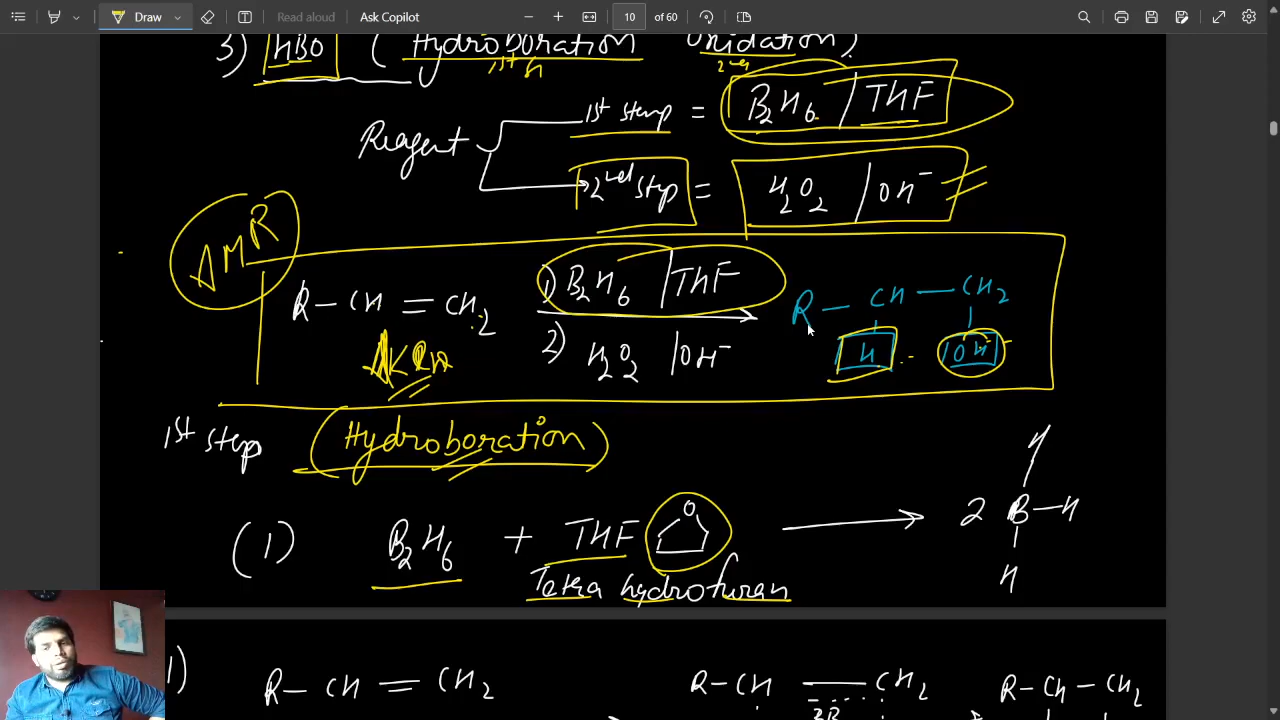 Draw
Read aloud
Ask Copilot
10 of 60
3) HBO ( Hydroboration Oxidation )
1st 2nd
Reagent 1st step = B2H6 / THF
2nd step = H2O2 / OH-
AMR
R - CH = CH2
1) B2H6 / THF
2) H2O2 / OH-
R - CH - CH2
H OH
1st step (Hydroboration)
(1) B2H6 + THF O → 2 B - H
H
H
Tetra hydrofuran
1) R - CH = CH2
R - CH CH2
R - CH - CH2